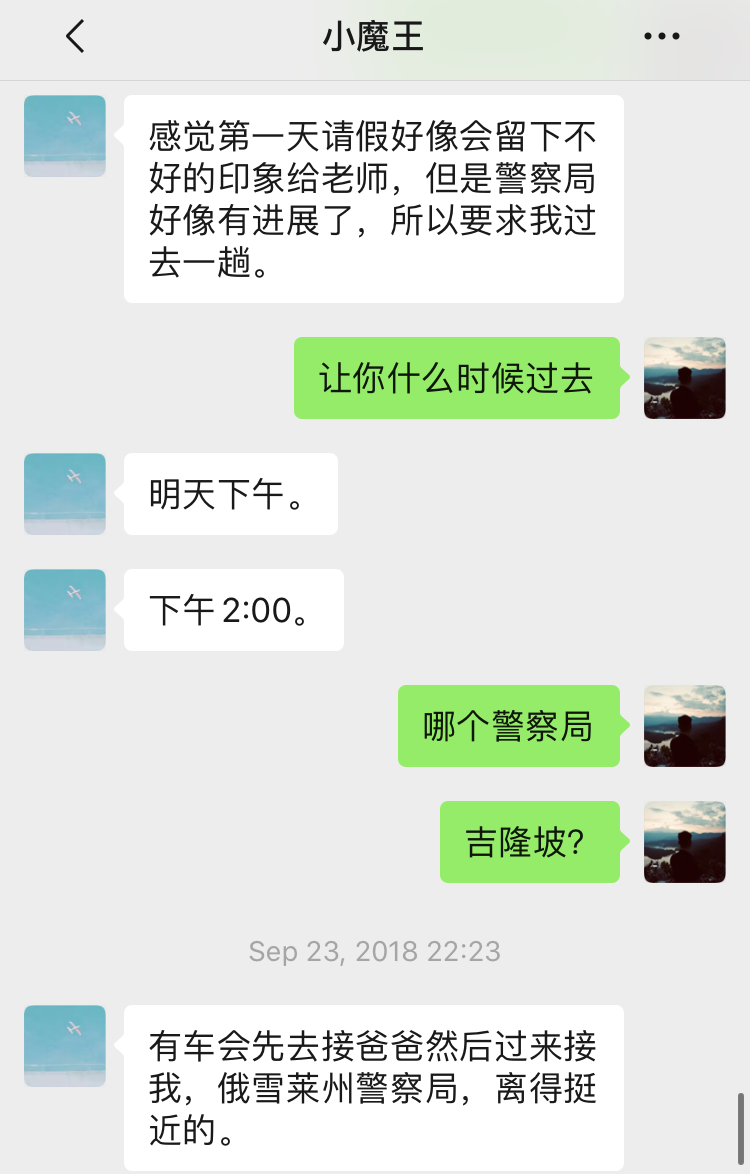 小魔王
感觉第一天请假好像会留下不
好的印象给老师，但是警察局
好像有进展了，所以要求我过
去一趟。
让你什么时候过去
明天下午。
下午2:00。
哪个警察局
吉隆坡?
Sep 23, 2018 22:23
有车会先去接爸爸然后过来接
我，俄雪莱州警察局，离得挺
近的。